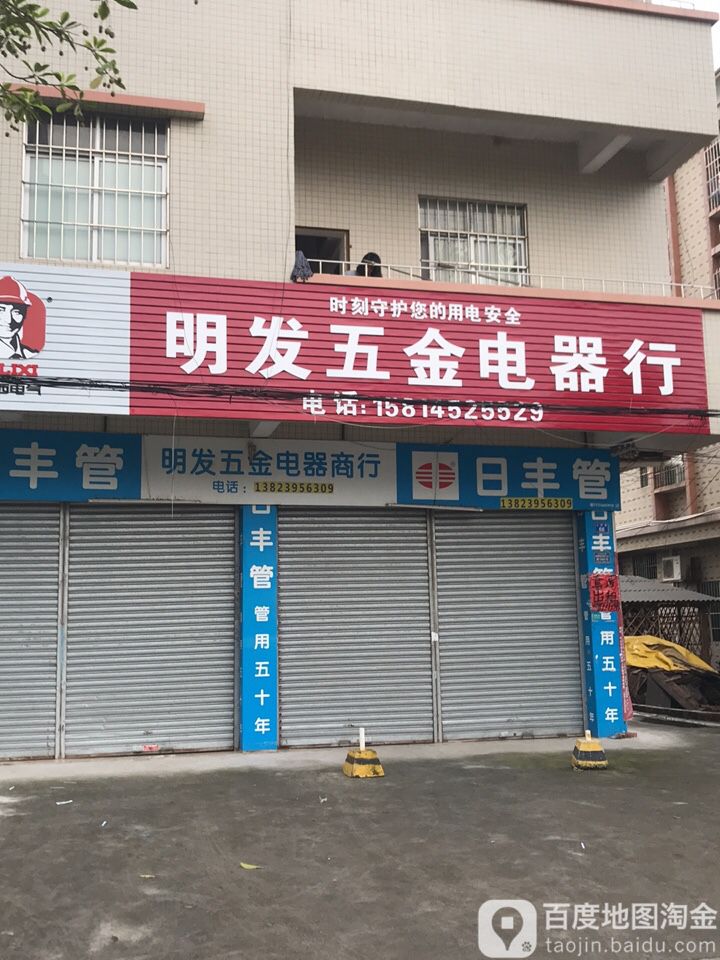 时刻守护您的用电安全
明发五金电器行
电话:15814525529
丰管
明发五金电器商行
电话：13823956309
日丰管
13823956309
日丰管
管用五十年
日丰管
管用五十年
百度地图淘金
taojin.baidu.com